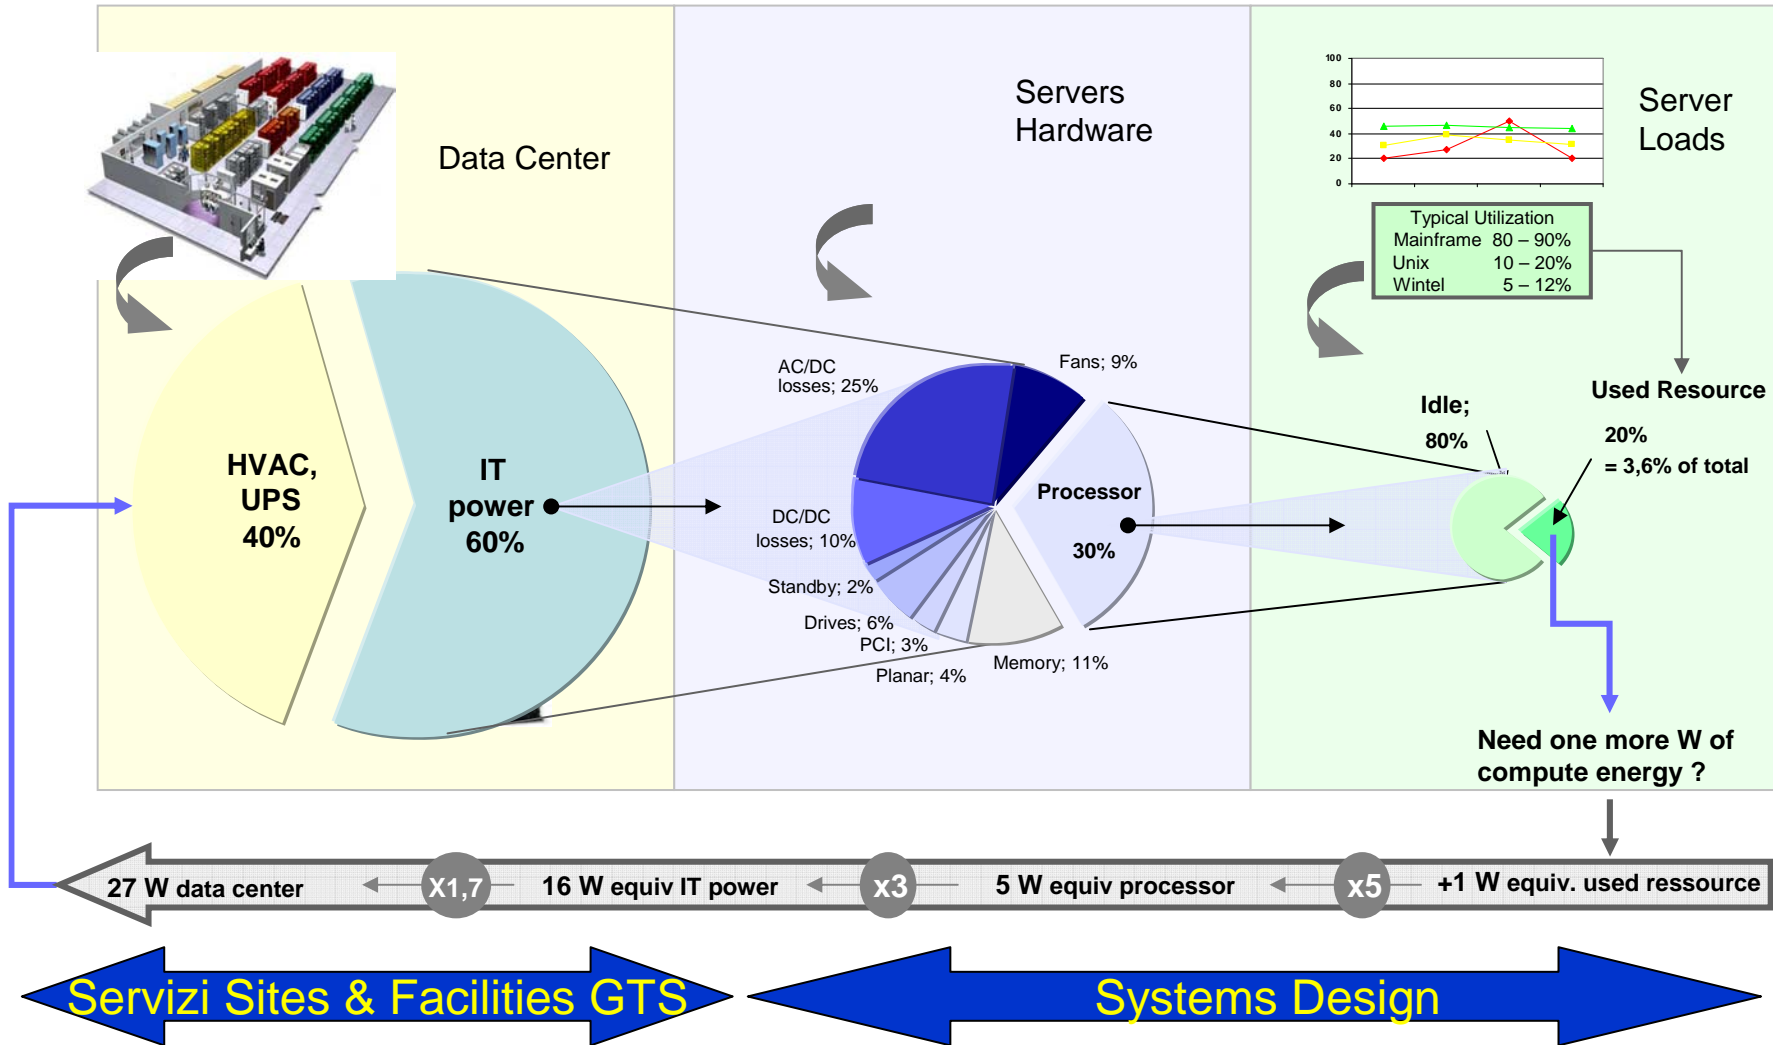 Data Center
Servers
Hardware
Server
Loads
100
80
60
40
20
0
Typical Utilization
Mainframe 80 – 90%
Unix 10 – 20%
Wintel 5 – 12%
HVAC,
UPS
40%
IT
power
60%
AC/DC
losses; 25%
Fans; 9%
DC/DC
losses; 10%
Standby; 2%
Drives; 6%
PCI; 3%
Planar; 4%
Memory; 11%
Processor
30%
Idle;
80%
Used Resource
20%
= 3,6% of total
Need one more W of
compute energy ?
27 W data center
X1,7
16 W equiv IT power
x3
5 W equiv processor
x5
+1 W equiv. used ressource
Servizi Sites & Facilities GTS
Systems Design